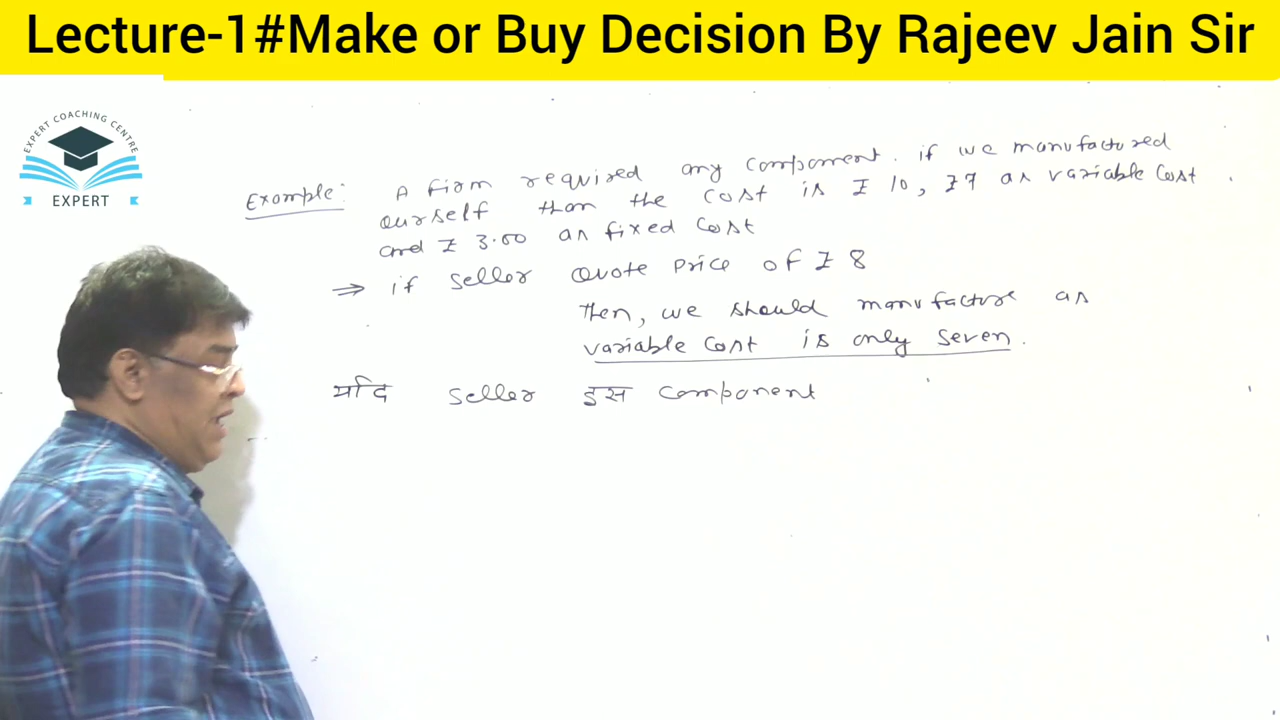 Lecture-1#Make or Buy Decision By Rajeev Jain Sir
EXPERT COACHING CENTRE
EXPERT
Example: A firm required any component. if we manufactured
ourself than the cost is ₹ 10, ₹7 as variable cost
and ₹ 3.00 as fixed cost
⇒ if seller Quote Price of ₹ 8
then, we should manufacture as
variable cost is only seven.
यदि seller इस component